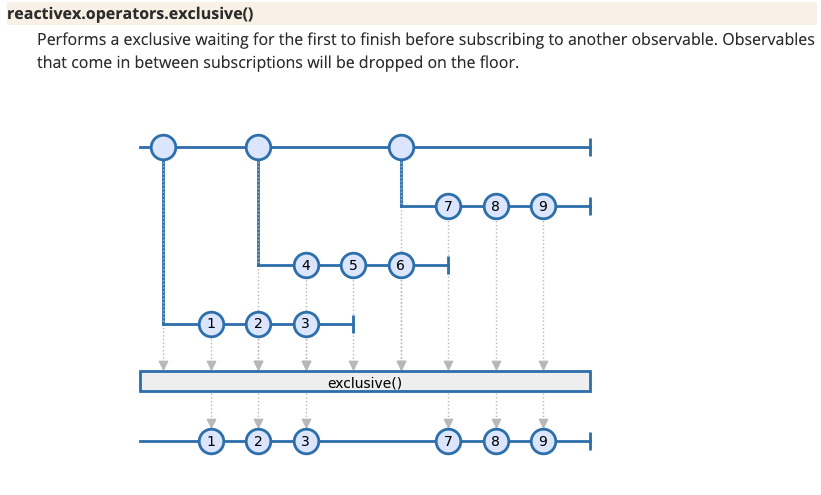 reactivex.operators.exclusive()
Performs a exclusive waiting for the first to finish before subscribing to another observable. Observables
that come in between subscriptions will be dropped on the floor.
7 8 9
4 5 6
1 2 3
exclusive()
1 2 3 7 8 9